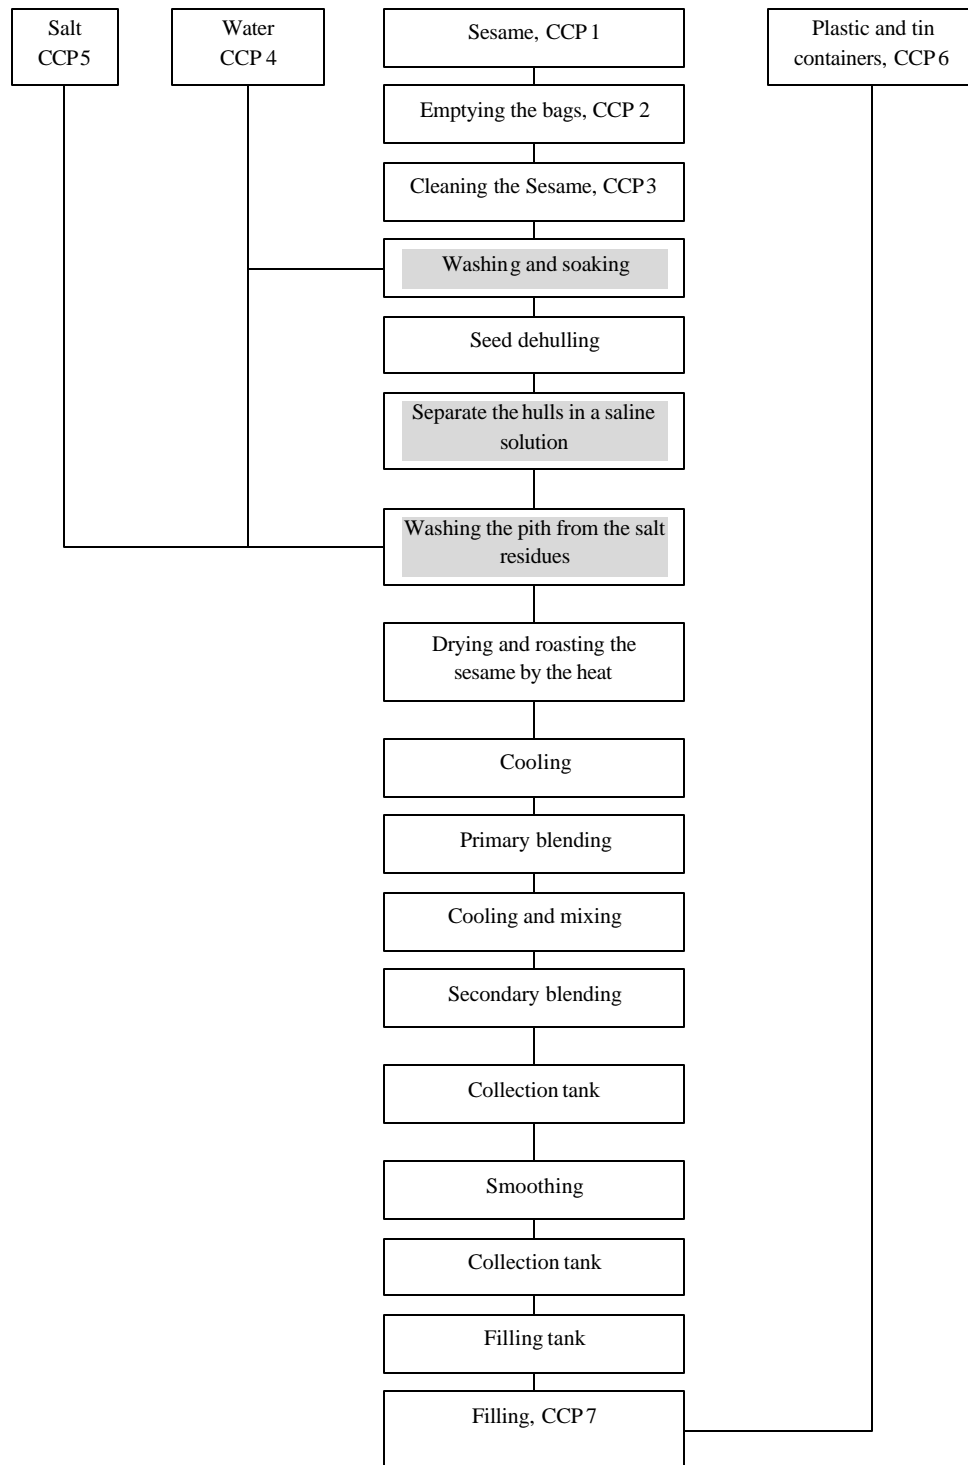 Salt
CCP 5
Water
CCP 4
Sesame, CCP 1
Plastic and tin
containers, CCP 6
Emptying the bags, CCP 2
Cleaning the Sesame, CCP 3
Washing and soaking
Seed dehulling
Separate the hulls in a saline
solution
Washing the pith from the salt
residues
Drying and roasting the
sesame by the heat
Cooling
Primary blending
Cooling and mixing
Secondary blending
Collection tank
Smoothing
Collection tank
Filling tank
Filling, CCP 7